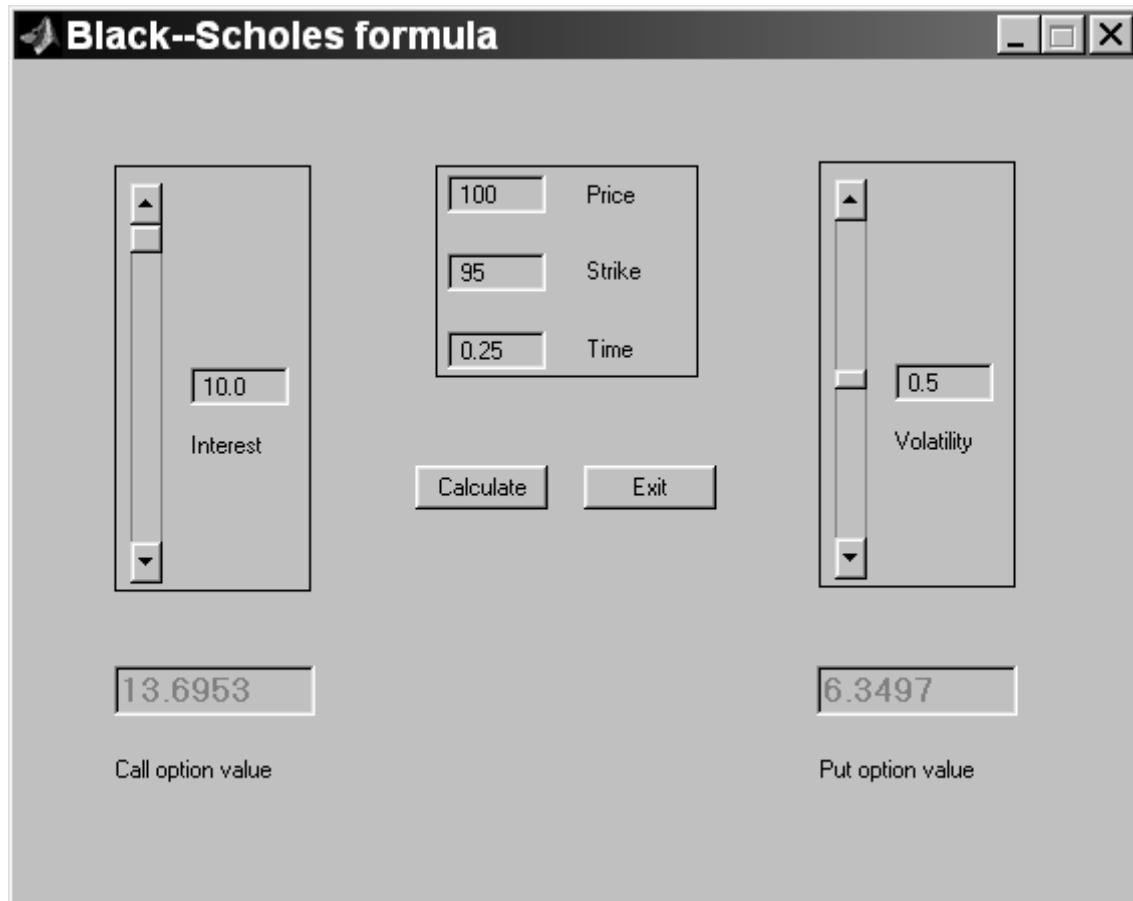 Black--Scholes formula
100 Price
95 Strike
0.25 Time
10.0
Interest
0.5
Volatility
Calculate Exit
13.6953
Call option value
6.3497
Put option value